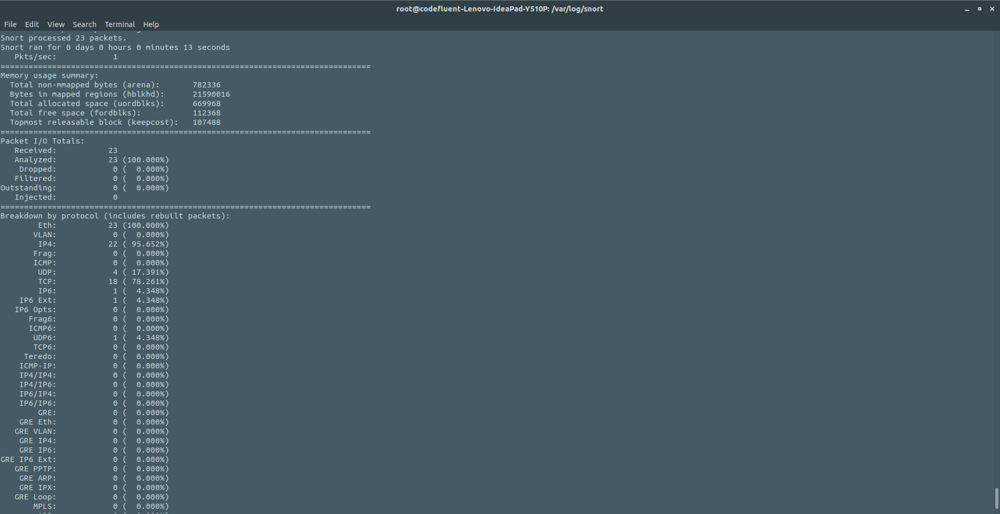 root@codefluent-Lenovo-IdeaPad-Y510P: /var/log/snort
File Edit View Search Terminal Help
Snort processed 23 packets.
Snort ran for 0 days 0 hours 0 minutes 13 seconds
   Pkts/sec:            1
===============================================================================
Memory usage summary:
  Total non-mmapped bytes (arena):       782336
  Bytes in mapped regions (hblkhd):      21590016
  Total allocated space (uordblks):      669968
  Total free space (fordblks):           112368
  Topmost releasable block (keepcost):   107488
===============================================================================
Packet I/O Totals:
   Received:           23
   Analyzed:           23 (100.000%)
    Dropped:            0 (  0.000%)
   Filtered:            0 (  0.000%)
Outstanding:            0 (  0.000%)
   Injected:            0
===============================================================================
Breakdown by protocol (includes rebuilt packets):
        Eth:           23 (100.000%)
       VLAN:            0 (  0.000%)
        IP4:           22 ( 95.652%)
       Frag:            0 (  0.000%)
       ICMP:            0 (  0.000%)
        UDP:            4 ( 17.391%)
        TCP:           18 ( 78.261%)
        IP6:            1 (  4.348%)
    IP6 Ext:            1 (  4.348%)
   IP6 Opts:            0 (  0.000%)
      Frag6:            0 (  0.000%)
      ICMP6:            0 (  0.000%)
       UDP6:            1 (  4.348%)
       TCP6:            0 (  0.000%)
     Teredo:            0 (  0.000%)
    ICMP-IP:            0 (  0.000%)
    IP4/IP4:            0 (  0.000%)
    IP4/IP6:            0 (  0.000%)
    IP6/IP4:            0 (  0.000%)
    IP6/IP6:            0 (  0.000%)
        GRE:            0 (  0.000%)
    GRE Eth:            0 (  0.000%)
   GRE VLAN:            0 (  0.000%)
    GRE IP4:            0 (  0.000%)
    GRE IP6:            0 (  0.000%)
GRE IP6 Ext:            0 (  0.000%)
   GRE PPTP:            0 (  0.000%)
    GRE ARP:            0 (  0.000%)
    GRE IPX:            0 (  0.000%)
   GRE Loop:            0 (  0.000%)
       MPLS:            0 (  0.000%)